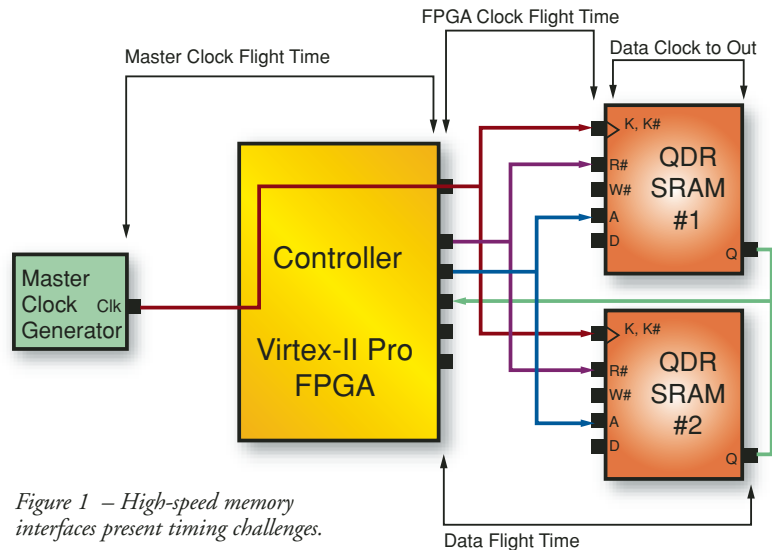 FPGA Clock Flight Time
Master Clock Flight Time
Data Clock to Out
K, K#
R#
W#
A
D
QDR
SRAM
#1
Q
Controller
Virtex-II Pro
FPGA
Master
Clock
Generator
Clk
K, K#
R#
W#
A
D
QDR
SRAM
#2
Q
Figure 1 – High-speed memory
interfaces present timing challenges.
Data Flight Time